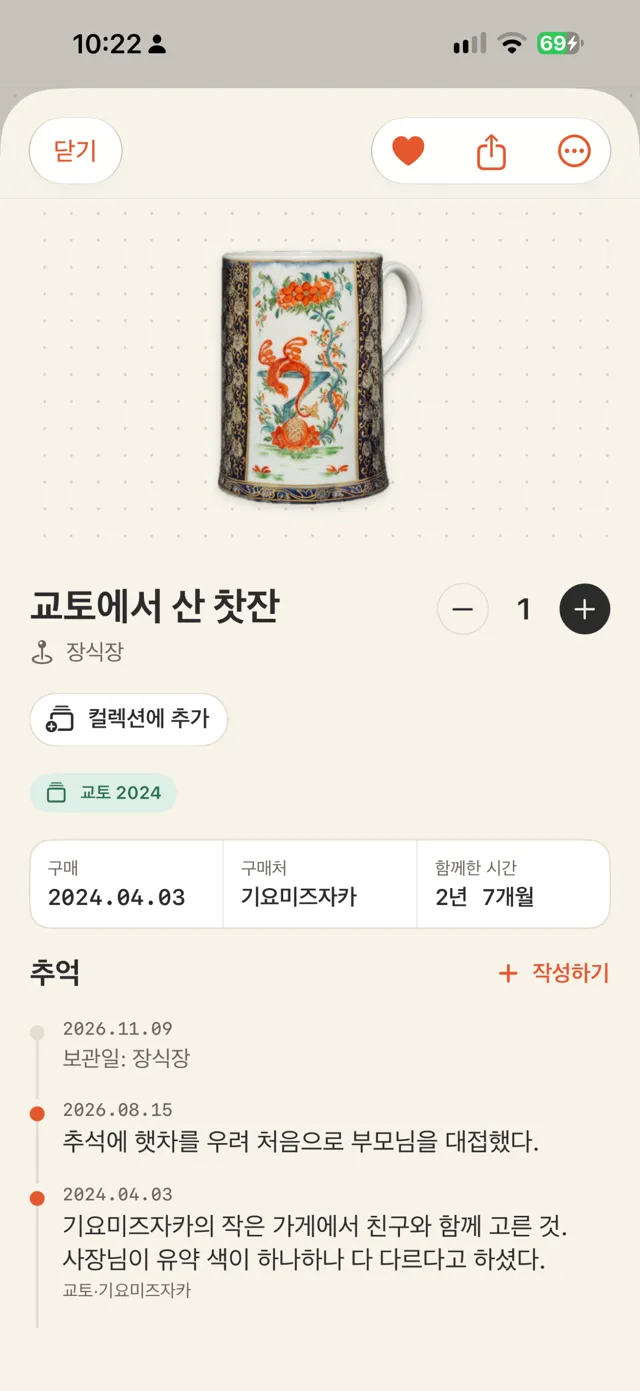 10:22
69
닫기
교토에서 산 찻잔
1
장식장
컬렉션에 추가
교토 2024
구매
구매처
함께한 시간
2024.04.03
기요미즈자카
2년 7개월
추억
+ 작성하기
2026.11.09
보관일: 장식장
2026.08.15
추석에 햇차를 우려 처음으로 부모님을 대접했다.
2024.04.03
기요미즈자카의 작은 가게에서 친구와 함께 고른 것.
사장님이 유약 색이 하나하나 다 다르다고 하셨다.
교토·기요미즈자카